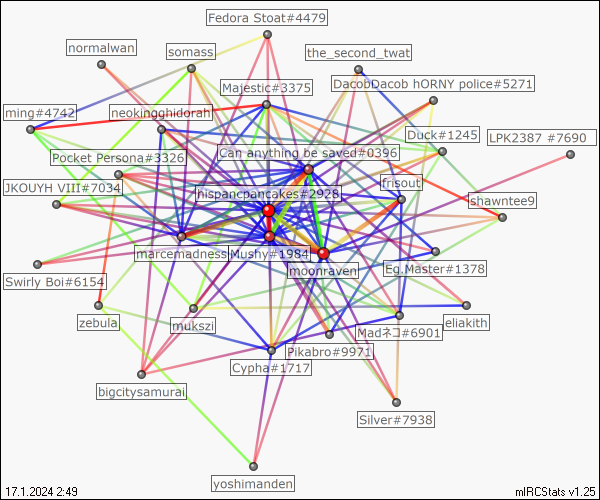 Fedora Stoat#4479
normalwan
somass
the_second_twat
DacobDacob hORNY police#5271
Majestic#3375
ming#4742
neokingghidorah
Duck#1245
LPK2387 #7690
Pocket Persona#3326
Can anything be saved#0396
JKOUYH VIII#7034
hispancpancakes#2928
frisout
shawntee9
marcemadness
Mushy#1984
moonraven
Eg.Master#1378
Swirly Boi#6154
zebula
mukszi
eliakith
Madネコ#6901
Pikabro#9971
Cypha#1717
bigcitysamurai
Silver#7938
yoshimanden
17.1.2024 2:49
mIRCStats v1.25